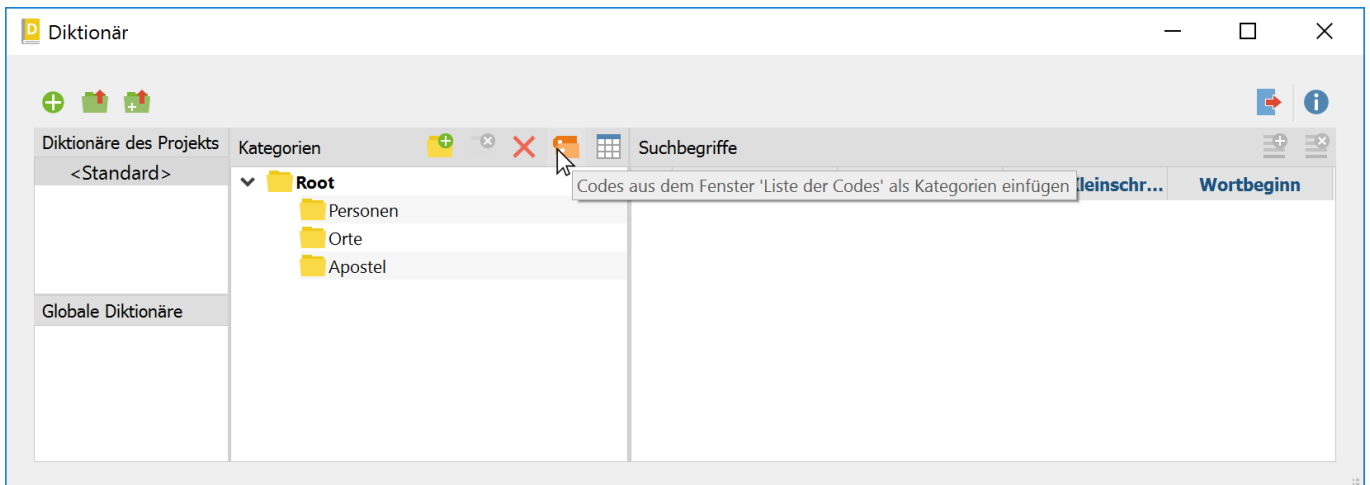 Diktionär
Diktionäre des Projekts
<Standard>
Globale Diktionäre
Kategorien
Root
Personen
Orte
Apostel
Suchbegriffe
Codes aus dem Fenster 'Liste der Codes' als Kategorien einfügen
Wortbeginn